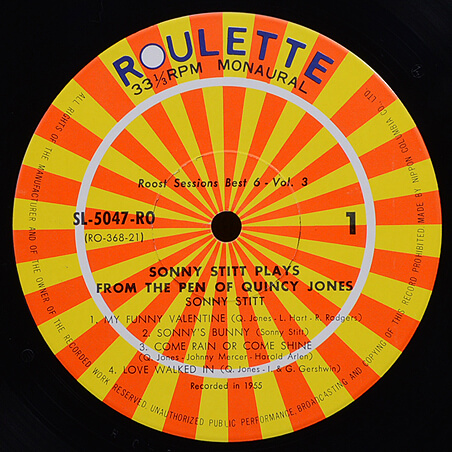 ROULETTE
33 1/3 RPM MONAURAL
Roost Sessions Best 6 - Vol. 3
SL-5047-RO
(RO-368-21)
1
SONNY STITT PLAYS
FROM THE PEN OF QUINCY JONES
SONNY STITT
1. MY FUNNY VALENTINE (Q. Jones - L. Hart - R. Rodgers)
2. SONNY'S BUNNY (Sonny Stitt)
3. COME RAIN OR COME SHINE
(Q. Jones - Johnny Mercer - Harold Arlen)
4. LOVE WALKED IN (Q. Jones - I. & G. Gershwin)
Recorded in 1955
ALL RIGHTS OF THE MANUFACTURER AND OF THE OWNER OF THE RECORDED WORK RESERVED. UNAUTHORIZED PUBLIC PERFORMANCE, BROADCASTING AND COPYING OF THIS RECORD PROHIBITED MADE BY NIPPON COLUMBIA CO. LTD.